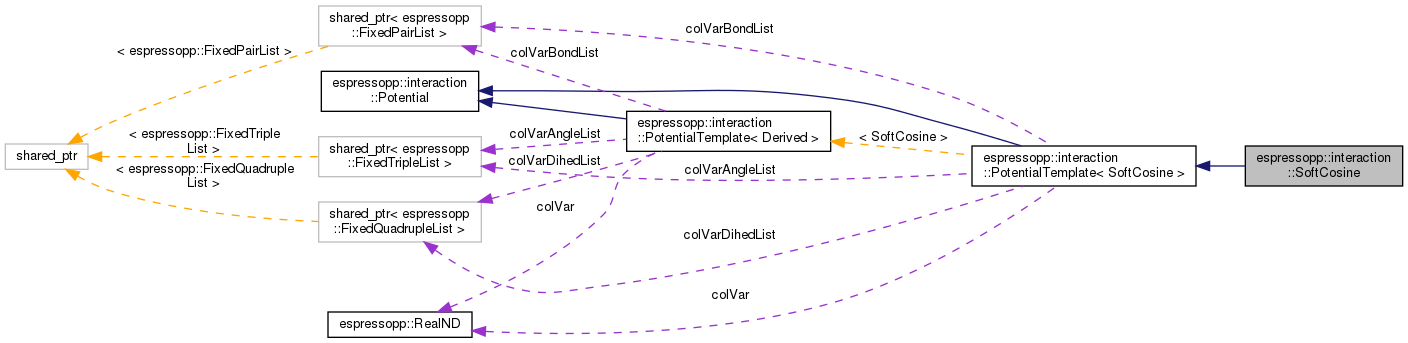 shared_ptr< espressopp
::FixedPairList >
colVarBondList
< espressopp::FixedPairList >
colVarBondList
espressopp::interaction
::Potential
espressopp::interaction
::PotentialTemplate< Derived >
< espressopp::FixedTriple
List >
colVarAngleList
< SoftCosine >
shared_ptr
shared_ptr< espressopp
::FixedTripleList >
colVarDihedList
espressopp::interaction
::PotentialTemplate< SoftCosine >
espressopp::interaction
::SoftCosine
< espressopp::FixedQuadruple
List >
colVarAngleList
shared_ptr< espressopp
::FixedQuadrupleList >
colVar
colVarDihedList
colVar
espressopp::RealND